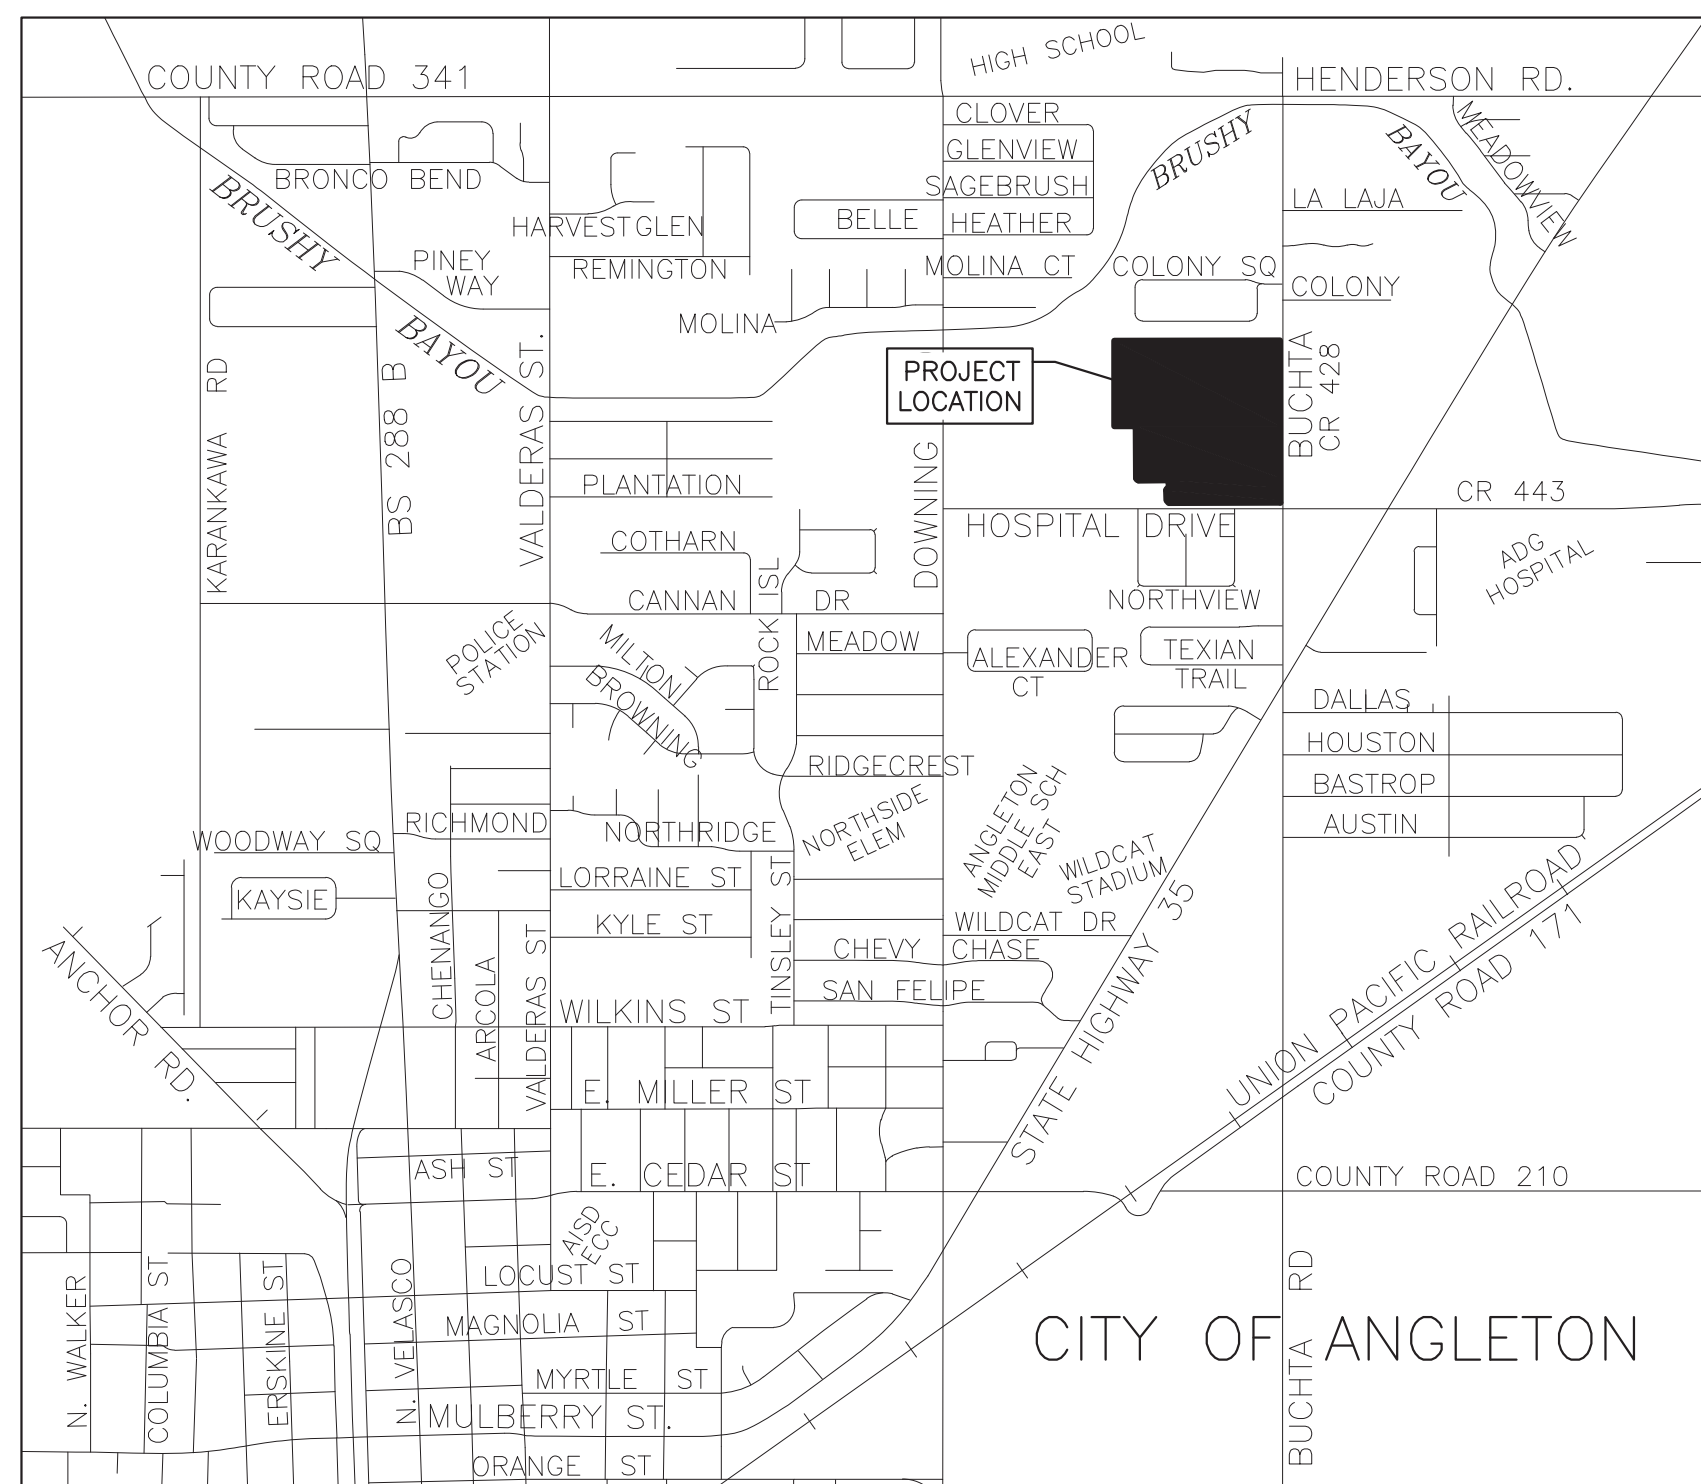 HIGH SCHOOL
COUNTY ROAD 341
HENDERSON RD.
CLOVER
GLENVIEW
SAGEBRUSH
HEATHER
BELLE
BRUSHY
BAYOU
MEADOWVIEW
LA LAJA
BRONCO BEND
BRUSHY
BAYOU
HARVEST GLEN
REMINGTON
PINEY
WAY
MOLINA CT
COLONY SQ
COLONY
MOLINA
PROJECT
LOCATION
KARANKAWA RD
BS 288 B
VALDERAS ST.
DOWNING
BUCHTA
CR 428
PLANTATION
CR 443
HOSPITAL DRIVE
COTHARN
ROCK ISL
CANNAN DR
NORTHVIEW
ADG
HOSPITAL
POLICE
STATION
MILTON
BROWNING
MEADOW
ALEXANDER
CT
TEXIAN
TRAIL
DALLAS
HOUSTON
BASTROP
AUSTIN
RIDGECREST
NORTHSIDE
ELEM
ANGLETON
MIDDLE SCH
EAST
WILDCAT
STADIUM
RICHMOND
NORTHRIDGE
WOODWAY SQ
KAYSIE
LORRAINE ST
KYLE ST
TINSLEY ST
WILDCAT DR
CHEVY CHASE
SAN FELIPE
CHENANGO
ARCOLA
VALDERAS ST
WILKINS ST
ANCHOR RD.
STATE HIGHWAY 35
UNION PACIFIC RAILROAD
COUNTY ROAD 171
E. MILLER ST
ASH ST
E. CEDAR ST
COUNTY ROAD 210
AISD
ECC
LOCUST ST
MAGNOLIA ST
MYRTLE ST
MULBERRY ST.
ORANGE ST
N. WALKER
COLUMBIA ST
ERSKINE ST
N. VELASCO
CITY OF ANGLETON
BUCHTA RD